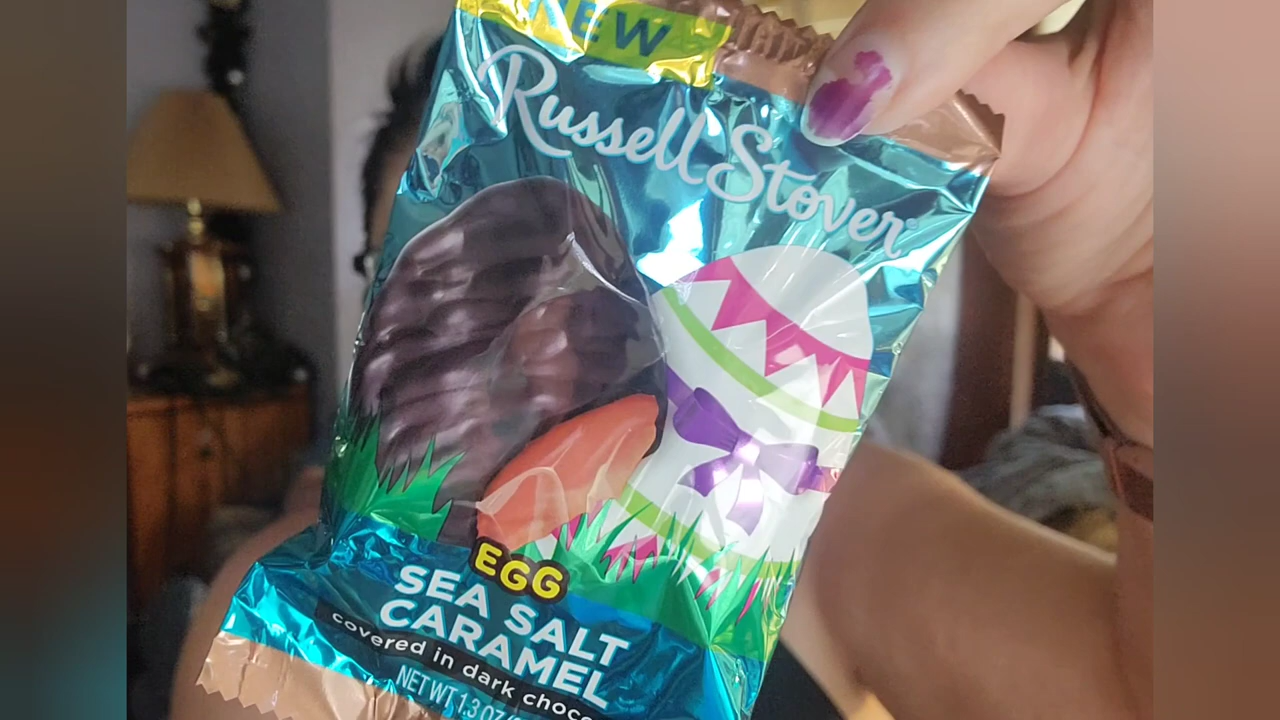 NEW
Russell Stover
EGG
SEA SALT
CARAMEL
covered in dark choco
NET WT 1.3 OZ